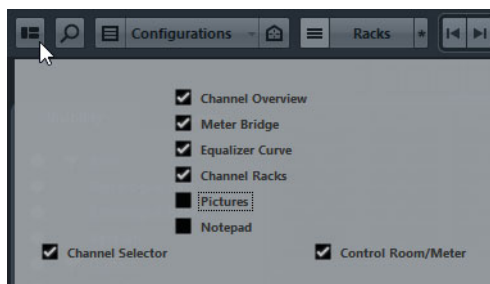 Configurations Racks *
Channel Overview
Meter Bridge
Equalizer Curve
Channel Racks
Pictures
Notepad
Channel Selector Control Room/Meter